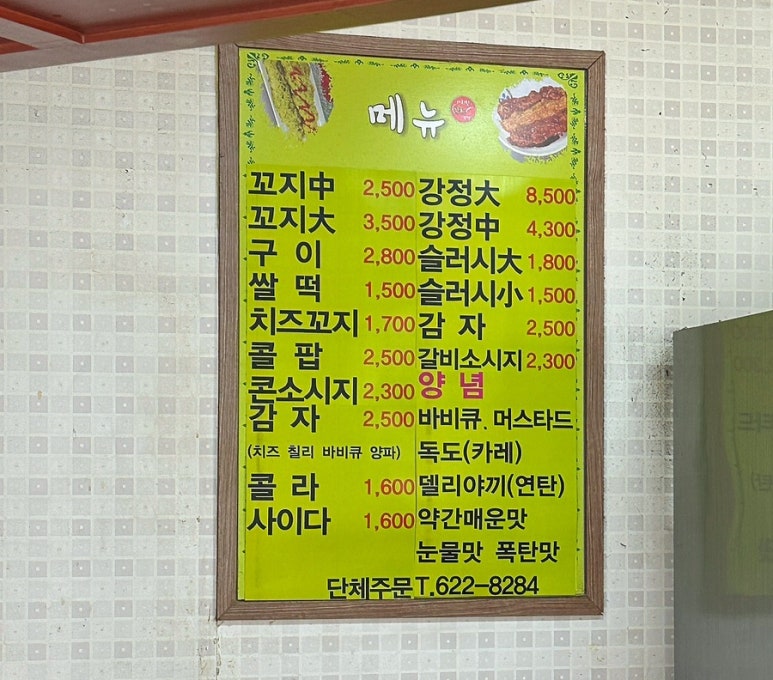 메뉴
꼬지中 2,500
꼬지大 3,500
구 이 2,800
쌀 떡 1,500
치즈꼬지 1,700
콜 팝 2,500
콘소시지 2,300
감 자 2,500
(치즈 칠리 바비큐 양파)
콜 라 1,600
사이다 1,600
강정大 8,500
강정中 4,300
슬러시大 1,800
슬러시小 1,500
감 자 2,500
갈비소시지 2,300
양 념
바비큐. 머스타드
독도(카레)
델리야끼(연탄)
약간매운맛
눈물맛 폭탄맛
단체주문 T.622-8284